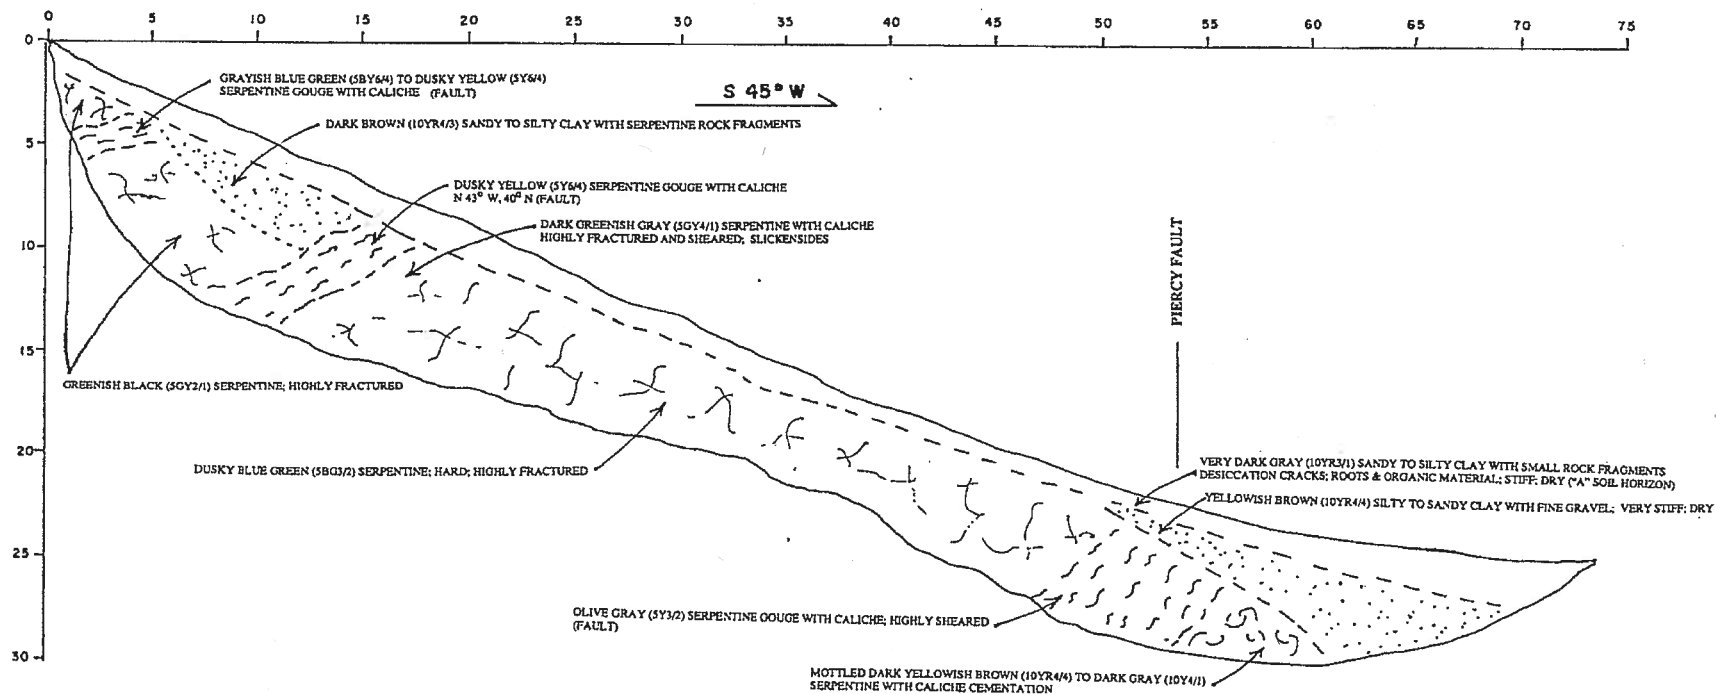 0 5 10 15 20 25 30 35 40 45 50 55 60 65 70 75
0
5
10
15
20
25
30
GRAYISH BLUE GREEN (5BY6/4) TO DUSKY YELLOW (5Y6/4)
SERPENTINE GOUGE WITH CALICHE (FAULT)
S 45° W
DARK BROWN (10YR4/3) SANDY TO SILTY CLAY WITH SERPENTINE ROCK FRAGMENTS
DUSKY YELLOW (5Y6/4) SERPENTINE GOUGE WITH CALICHE
N 43° W, 40° N (FAULT)
DARK GREENISH GRAY (5GY4/1) SERPENTINE WITH CALICHE
HIGHLY FRACTURED AND SHEARED; SLICKENSIDES
PIERCY FAULT
GREENISH BLACK (5GY2/1) SERPENTINE; HIGHLY FRACTURED
DUSKY BLUE GREEN (5BG3/2) SERPENTINE; HARD; HIGHLY FRACTURED
VERY DARK GRAY (10YR3/1) SANDY TO SILTY CLAY WITH SMALL ROCK FRAGMENTS
DESICCATION CRACKS; ROOTS & ORGANIC MATERIAL; STIFF; DRY ("A" SOIL HORIZON)
YELLOWISH BROWN (10YR4/4) SILTY TO SANDY CLAY WITH FINE GRAVEL; VERY STIFF; DRY
OLIVE GRAY (5Y3/2) SERPENTINE GOUGE WITH CALICHE; HIGHLY SHEARED
(FAULT)
MOTTLED DARK YELLOWISH BROWN (10YR4/4) TO DARK GRAY (10Y4/1)
SERPENTINE WITH CALICHE CEMENTATION